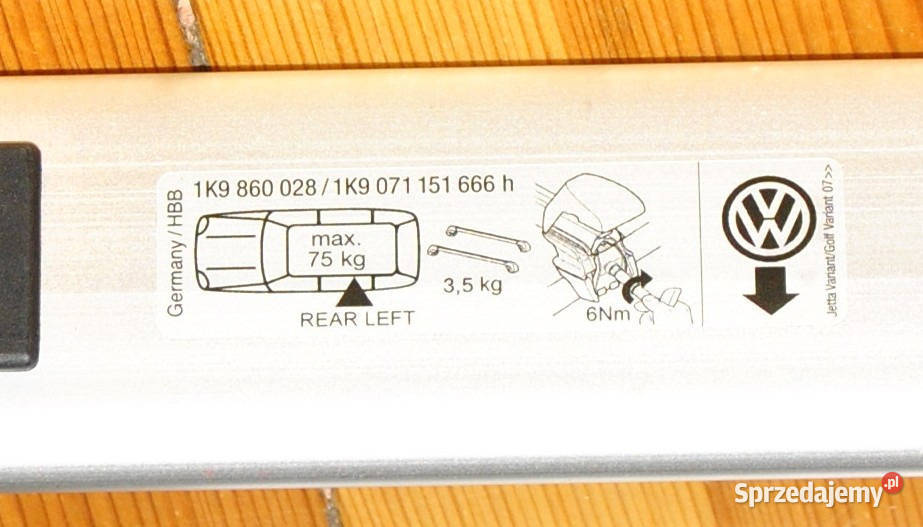 1K9 860 028 / 1K9 071 151 666 h
Germany / HBB
max.
75 kg
3,5 kg
REAR LEFT
6Nm
Jetta Variant/Golf Variant 07>>
Sprzedajemy.pl